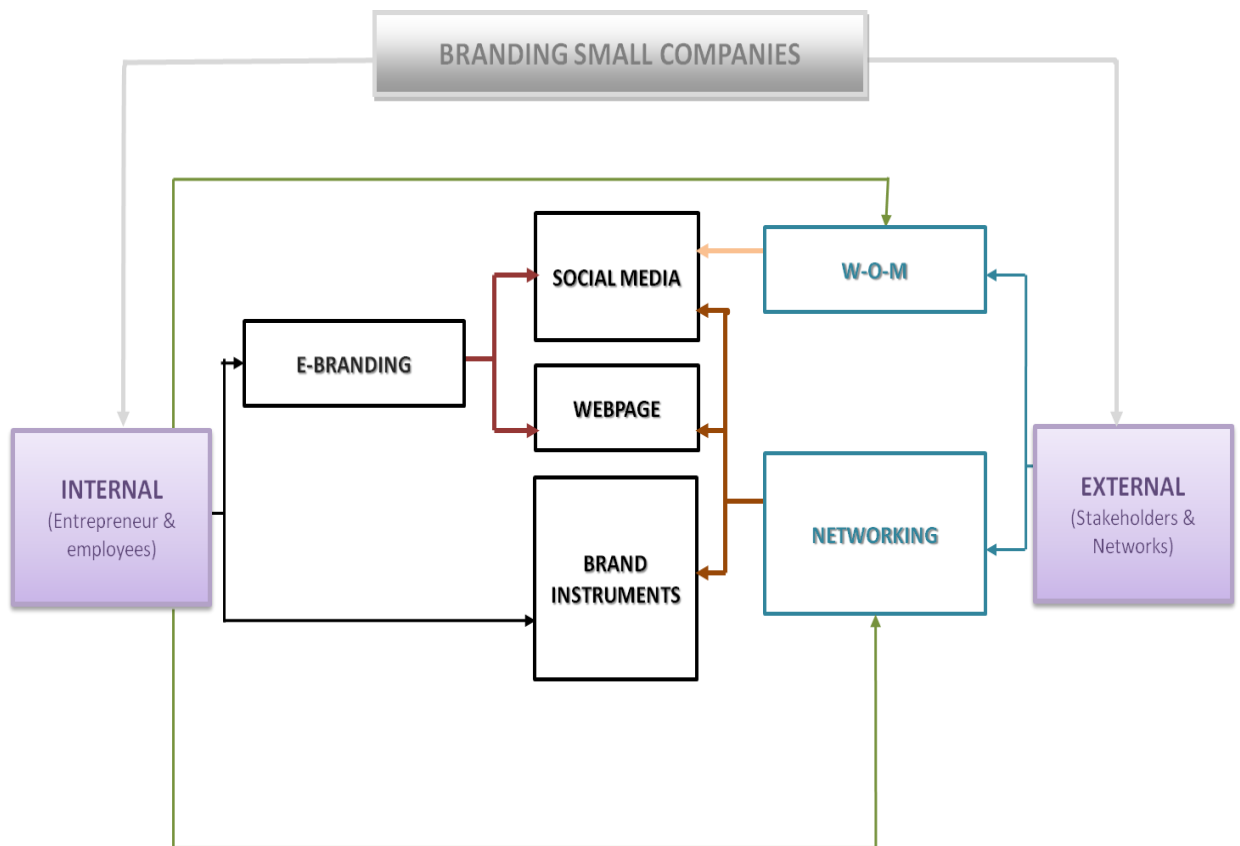 BRANDING SMALL COMPANIES
SOCIAL MEDIA
W-O-M
E-BRANDING
WEBPAGE
INTERNAL
(Entrepreneur &
employees)
EXTERNAL
(Stakeholders &
Networks)
NETWORKING
BRAND
INSTRUMENTS